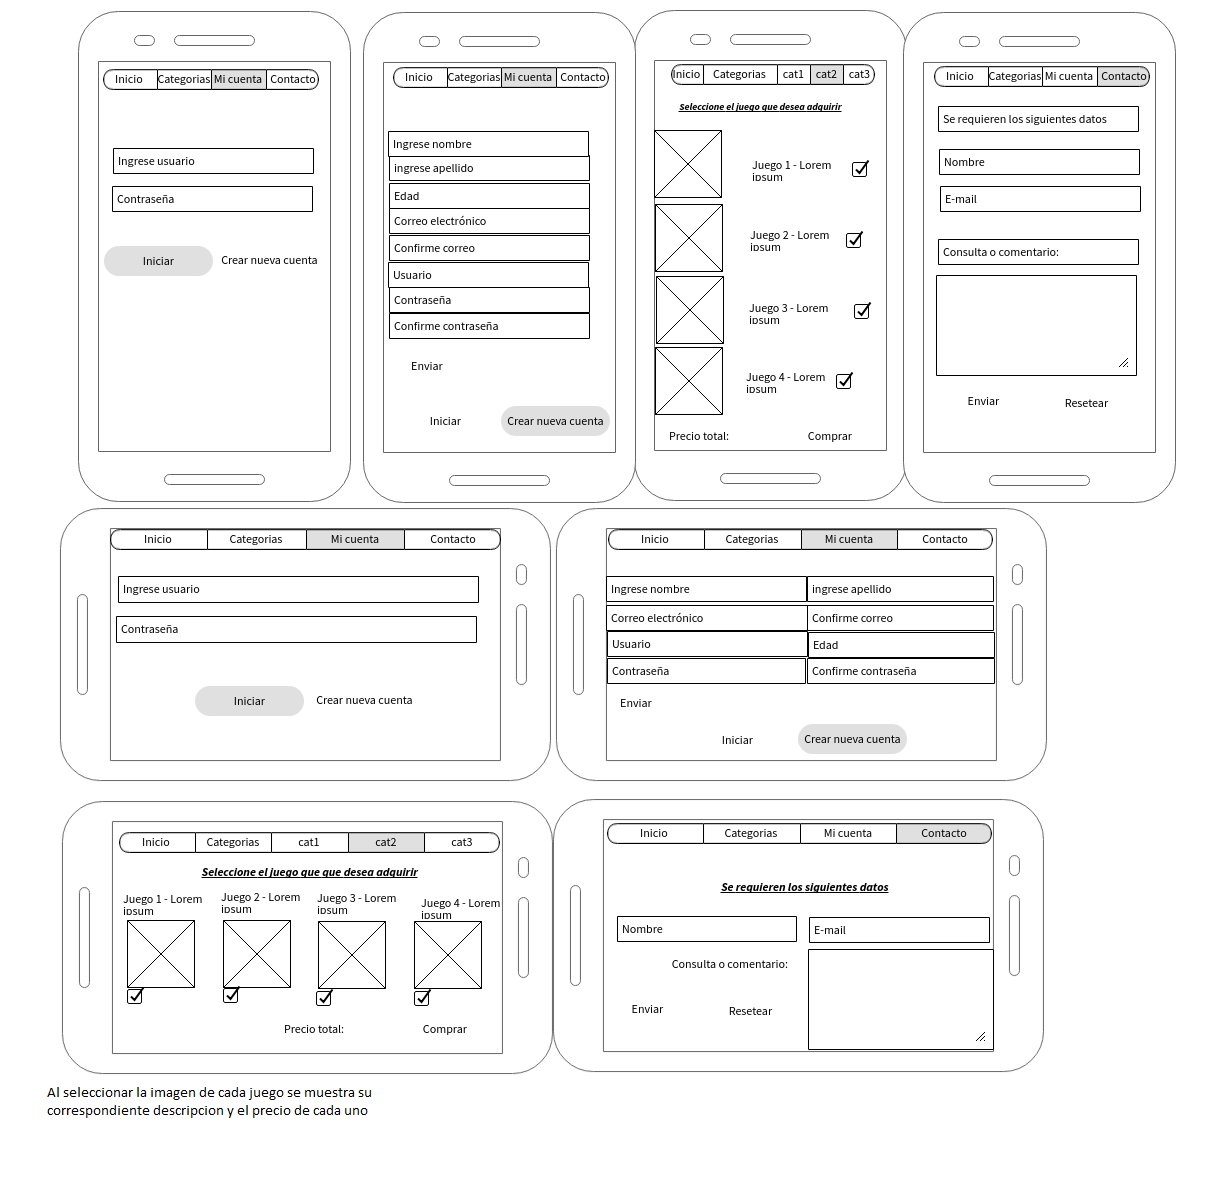 Inicio Categorias Mi cuenta Contacto
Ingrese usuario
Contraseña
Iniciar Crear nueva cuenta
Inicio Categorias Mi cuenta Contacto
Ingrese nombre
ingrese apellido
Edad
Correo electrónico
Confirme correo
Usuario
Contraseña
Confirme contraseña
Enviar
Iniciar Crear nueva cuenta
Inicio Categorias cat1 cat2 cat3
Seleccione el juego que desea adquirir
Juego 1 - Lorem
ipsum
Juego 2 - Lorem
ipsum
Juego 3 - Lorem
ipsum
Juego 4 - Lorem
ipsum
Precio total: Comprar
Inicio Categorias Mi cuenta Contacto
Se requieren los siguientes datos
Nombre
E-mail
Consulta o comentario:
Enviar Resetear
Inicio Categorias Mi cuenta Contacto
Ingrese usuario
Contraseña
Iniciar Crear nueva cuenta
Inicio Categorias Mi cuenta Contacto
Ingrese nombre ingrese apellido
Correo electrónico Confirme correo
Usuario Edad
Contraseña Confirme contraseña
Enviar
Iniciar Crear nueva cuenta
Inicio Categorias cat1 cat2 cat3
Seleccione el juego que que desea adquirir
Juego 1 - Lorem
ipsum
Juego 2 - Lorem
ipsum
Juego 3 - Lorem
ipsum
Juego 4 - Lorem
ipsum
Precio total: Comprar
Inicio Categorias Mi cuenta Contacto
Se requieren los siguientes datos
Nombre E-mail
Consulta o comentario:
Enviar Resetear
Al seleccionar la imagen de cada juego se muestra su
correspondiente descripcion y el precio de cada uno